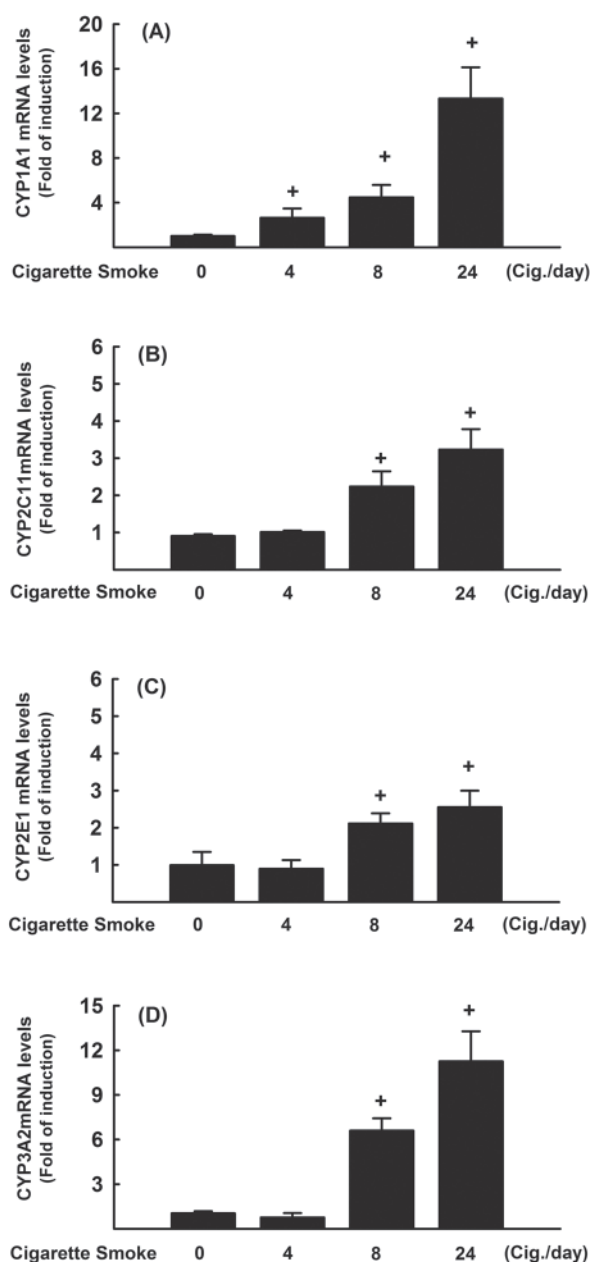 (A)
CYP1A1 mRNA levels
(Fold of induction)
20
16
12
8
4
+
+
+
Cigarette Smoke 0 4 8 24 (Cig./day)
(B)
CYP2C11mRNA levels
(Fold of induction)
6
5
4
3
2
1
+
+
Cigarette Smoke 0 4 8 24 (Cig./day)
(C)
CYP2E1 mRNA levels
(Fold of induction)
6
5
4
3
2
1
+
+
Cigarette Smoke 0 4 8 24 (Cig./day)
(D)
CYP3A2mRNA levels
(Fold of induction)
15
12
9
6
3
+
+
Cigarette Smoke 0 4 8 24 (Cig./day)